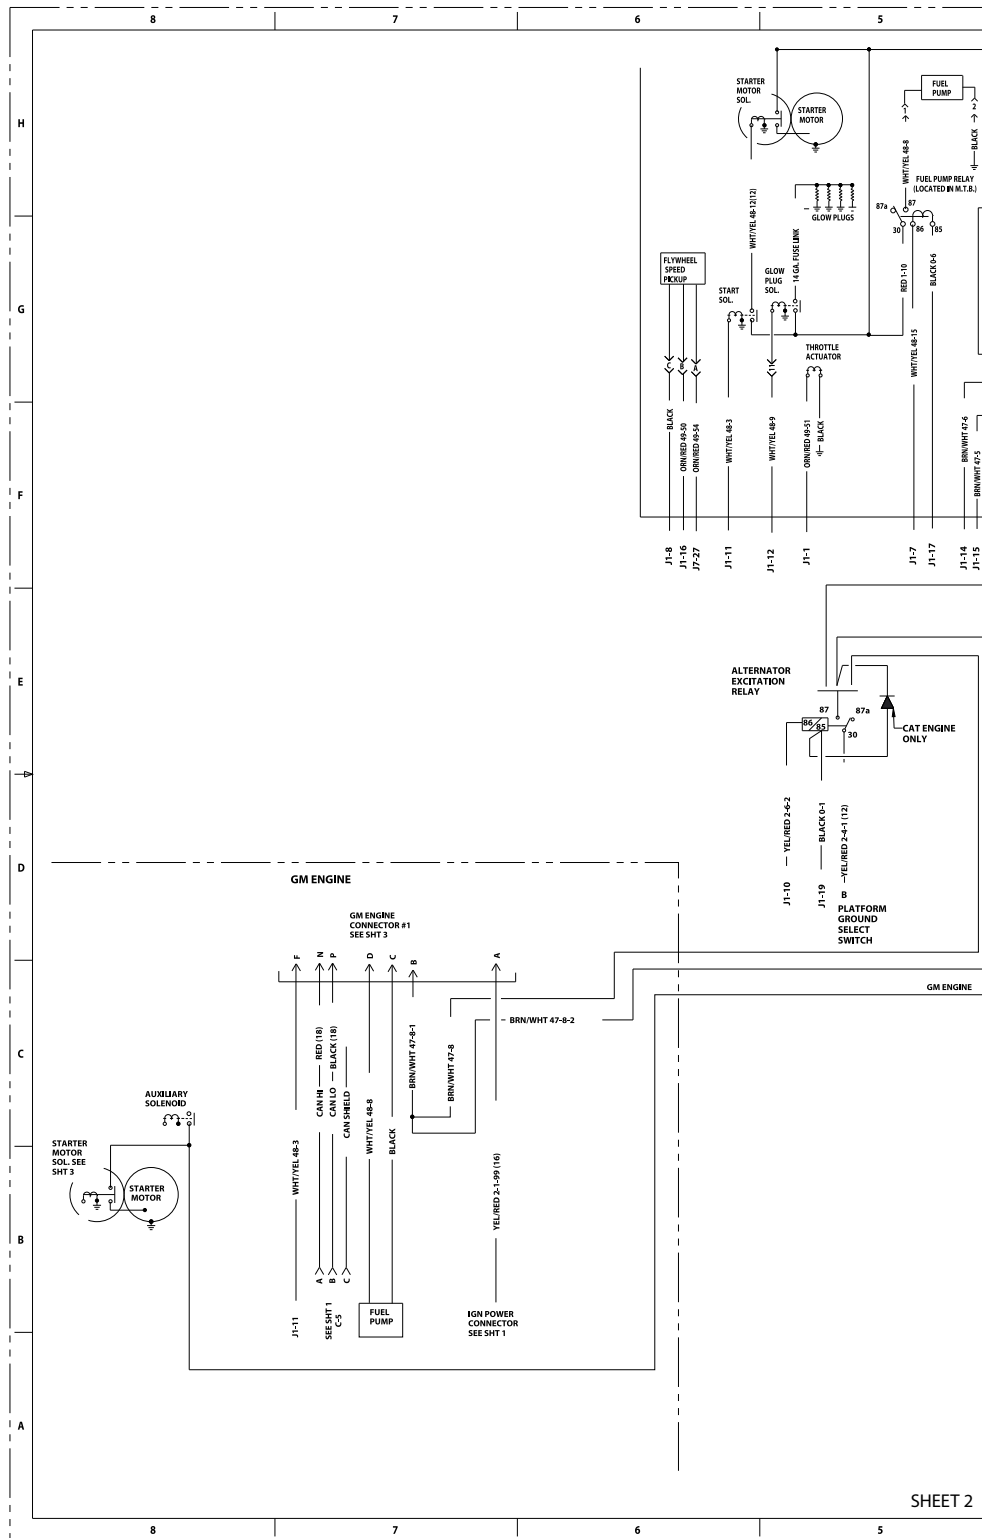 8
7
6
5
H
G
F
E
D
C
B
A
STARTER
MOTOR
SOL.
STARTER
MOTOR
FUEL
PUMP
1
2
WHT/YEL 48-8
BLACK
FUEL PUMP RELAY
(LOCATED IN M.T.B.)
87a
87
30
86
85
GLOW PLUGS
WHT/YEL 48-12(12)
14 GA. FUSE LINK
FLYWHEEL
SPEED
PICKUP
START
SOL.
GLOW
PLUG
SOL.
RED 1-10
BLACK 0-6
WHT/YEL 48-15
THROTTLE
ACTUATOR
C
B
A
11
BLACK
ORN/RED 49-50
ORN/RED 49-54
WHT/YEL 48-3
WHT/YEL 48-9
ORN/RED 49-51
BLACK
BRN/WHT 47-6
BRN/WHT 47-5
J1-8
J1-16
J7-27
J1-11
J1-12
J1-1
J1-7
J1-17
J1-14
J1-15
ALTERNATOR
EXCITATION
RELAY
87
87a
86
85
30
CAT ENGINE
ONLY
YEL/RED 2-6-2
BLACK 0-1
YEL/RED 2-4-1 (12)
J1-10
J1-19
B
PLATFORM
GROUND
SELECT
SWITCH
GM ENGINE
GM ENGINE
CONNECTOR #1
SEE SHT 3
F
N
P
D
C
B
A
GM ENGINE
BRN/WHT 47-8-2
RED (18)
BLACK (18)
CAN HI
CAN LO
CAN SHIELD
BRN/WHT 47-8-1
BRN/WHT 47-8
WHT/YEL 48-8
BLACK
WHT/YEL 48-3
YEL/RED 2-1-99 (16)
AUXILIARY
SOLENOID
STARTER
MOTOR
SOL. SEE
SHT 3
STARTER
MOTOR
A
B
C
J1-11
SEE SHT 1
C-5
FUEL
PUMP
IGN POWER
CONNECTOR
SEE SHT 1
SHEET 2
8
7
6
5